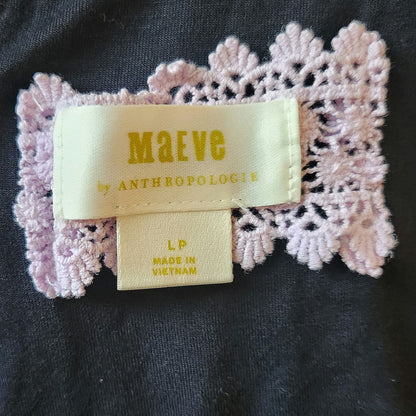 MAEVE
by ANTHROPOLOGIE
LP
MADE IN
VIETNAM